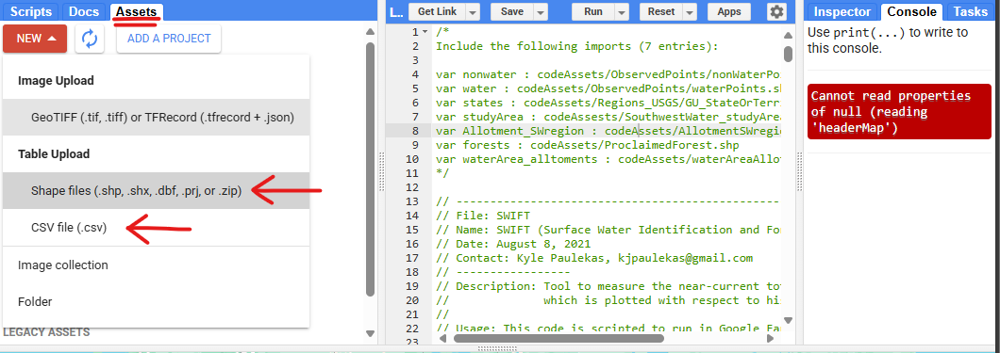 Scripts Docs Assets
NEW
ADD A PROJECT
Image Upload
GeoTIFF (.tif, .tiff) or TFRecord (.tfrecord + .json)
Table Upload
Shape files (.shp, .shx, .dbf, .prj, or .zip)
CSV file (.csv)
Image collection
Folder
LEGACY ASSETS
L... Get Link Save Run Reset Apps
1 /*
2 Include the following imports (7 entries):
3
4 var nonwater : codeAssets/ObservedPoints/nonWaterPo
5 var water : codeAssets/ObservedPoints/waterPoints.s
6 var states : codeAssets/Regions_USGS/GU_StateOrTerr
7 var studyArea : codeAssests/SouthwestWater_studyArea
8 var Allotment_SWregion : codeAssets/AllotmentSWregi
9 var forests : codeAssets/ProclaimedForest.shp
10 var waterArea_alltoments : codeAssets/waterAreaAllo
11 */
12
13 // ------------------------------------------------
14 // File: SWIFT
15 // Name: SWIFT (Surface Water Identification and Fo
16 // Date: August 8, 2021
17 // Contact: Kyle Paulekas, kjpaulekas@gmail.com
18 // -----------------
19 // Description: Tool to measure the near-current to
20 // which is plotted with respect to hi
21 //
22 // Usage: This code is scripted to run in Google Ea
23
Inspector Console Tasks
Use print(...) to write to
this console.
Cannot read properties
of null (reading
'headerMap')